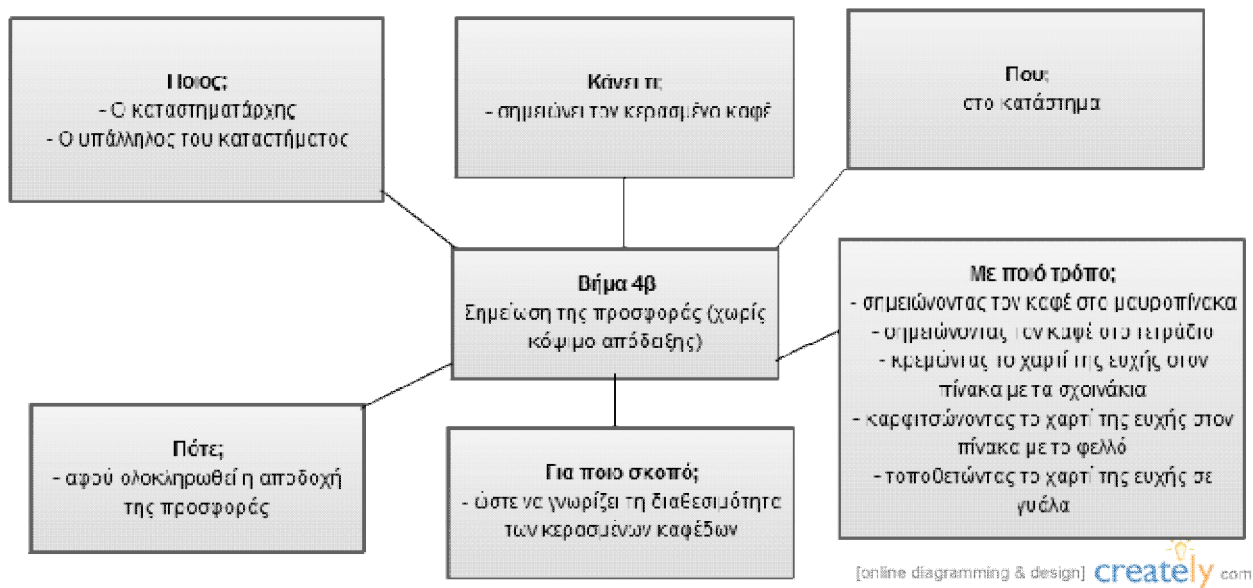 Ποιος;
- Ο καταστηματάρχης
- Ο υπάλληλος του καταστήματος
Κάνει τι;
- σημειώνει τον κερασμένο καφέ
Που;
στο κατάστημα
Βήμα 4β
Σημείωση της προσφοράς (χωρίς
κόψιμο απόδειξης)
Με ποιό τρόπο;
- σημειώνοντας τον καφέ στο μαυροπίνακα
- σημειώνοντας τον καφέ στο τετράδιο
- κρεμώντας το χαρτί της ευχής στον
πίνακα με τα σχοινάκια
- καρφιτσώνοντας το χαρτί της ευχής στον
πίνακα με το φελλό
- τοποθετώντας το χαρτί της ευχής σε
γυάλα
Πότε;
- αφού ολοκληρωθεί η αποδοχή
της προσφοράς
Για ποιο σκοπό;
- ώστε να γνωρίζει τη διαθεσιμότητα
των κερασμένων καφέδων
[online diagramming & design] creately.com